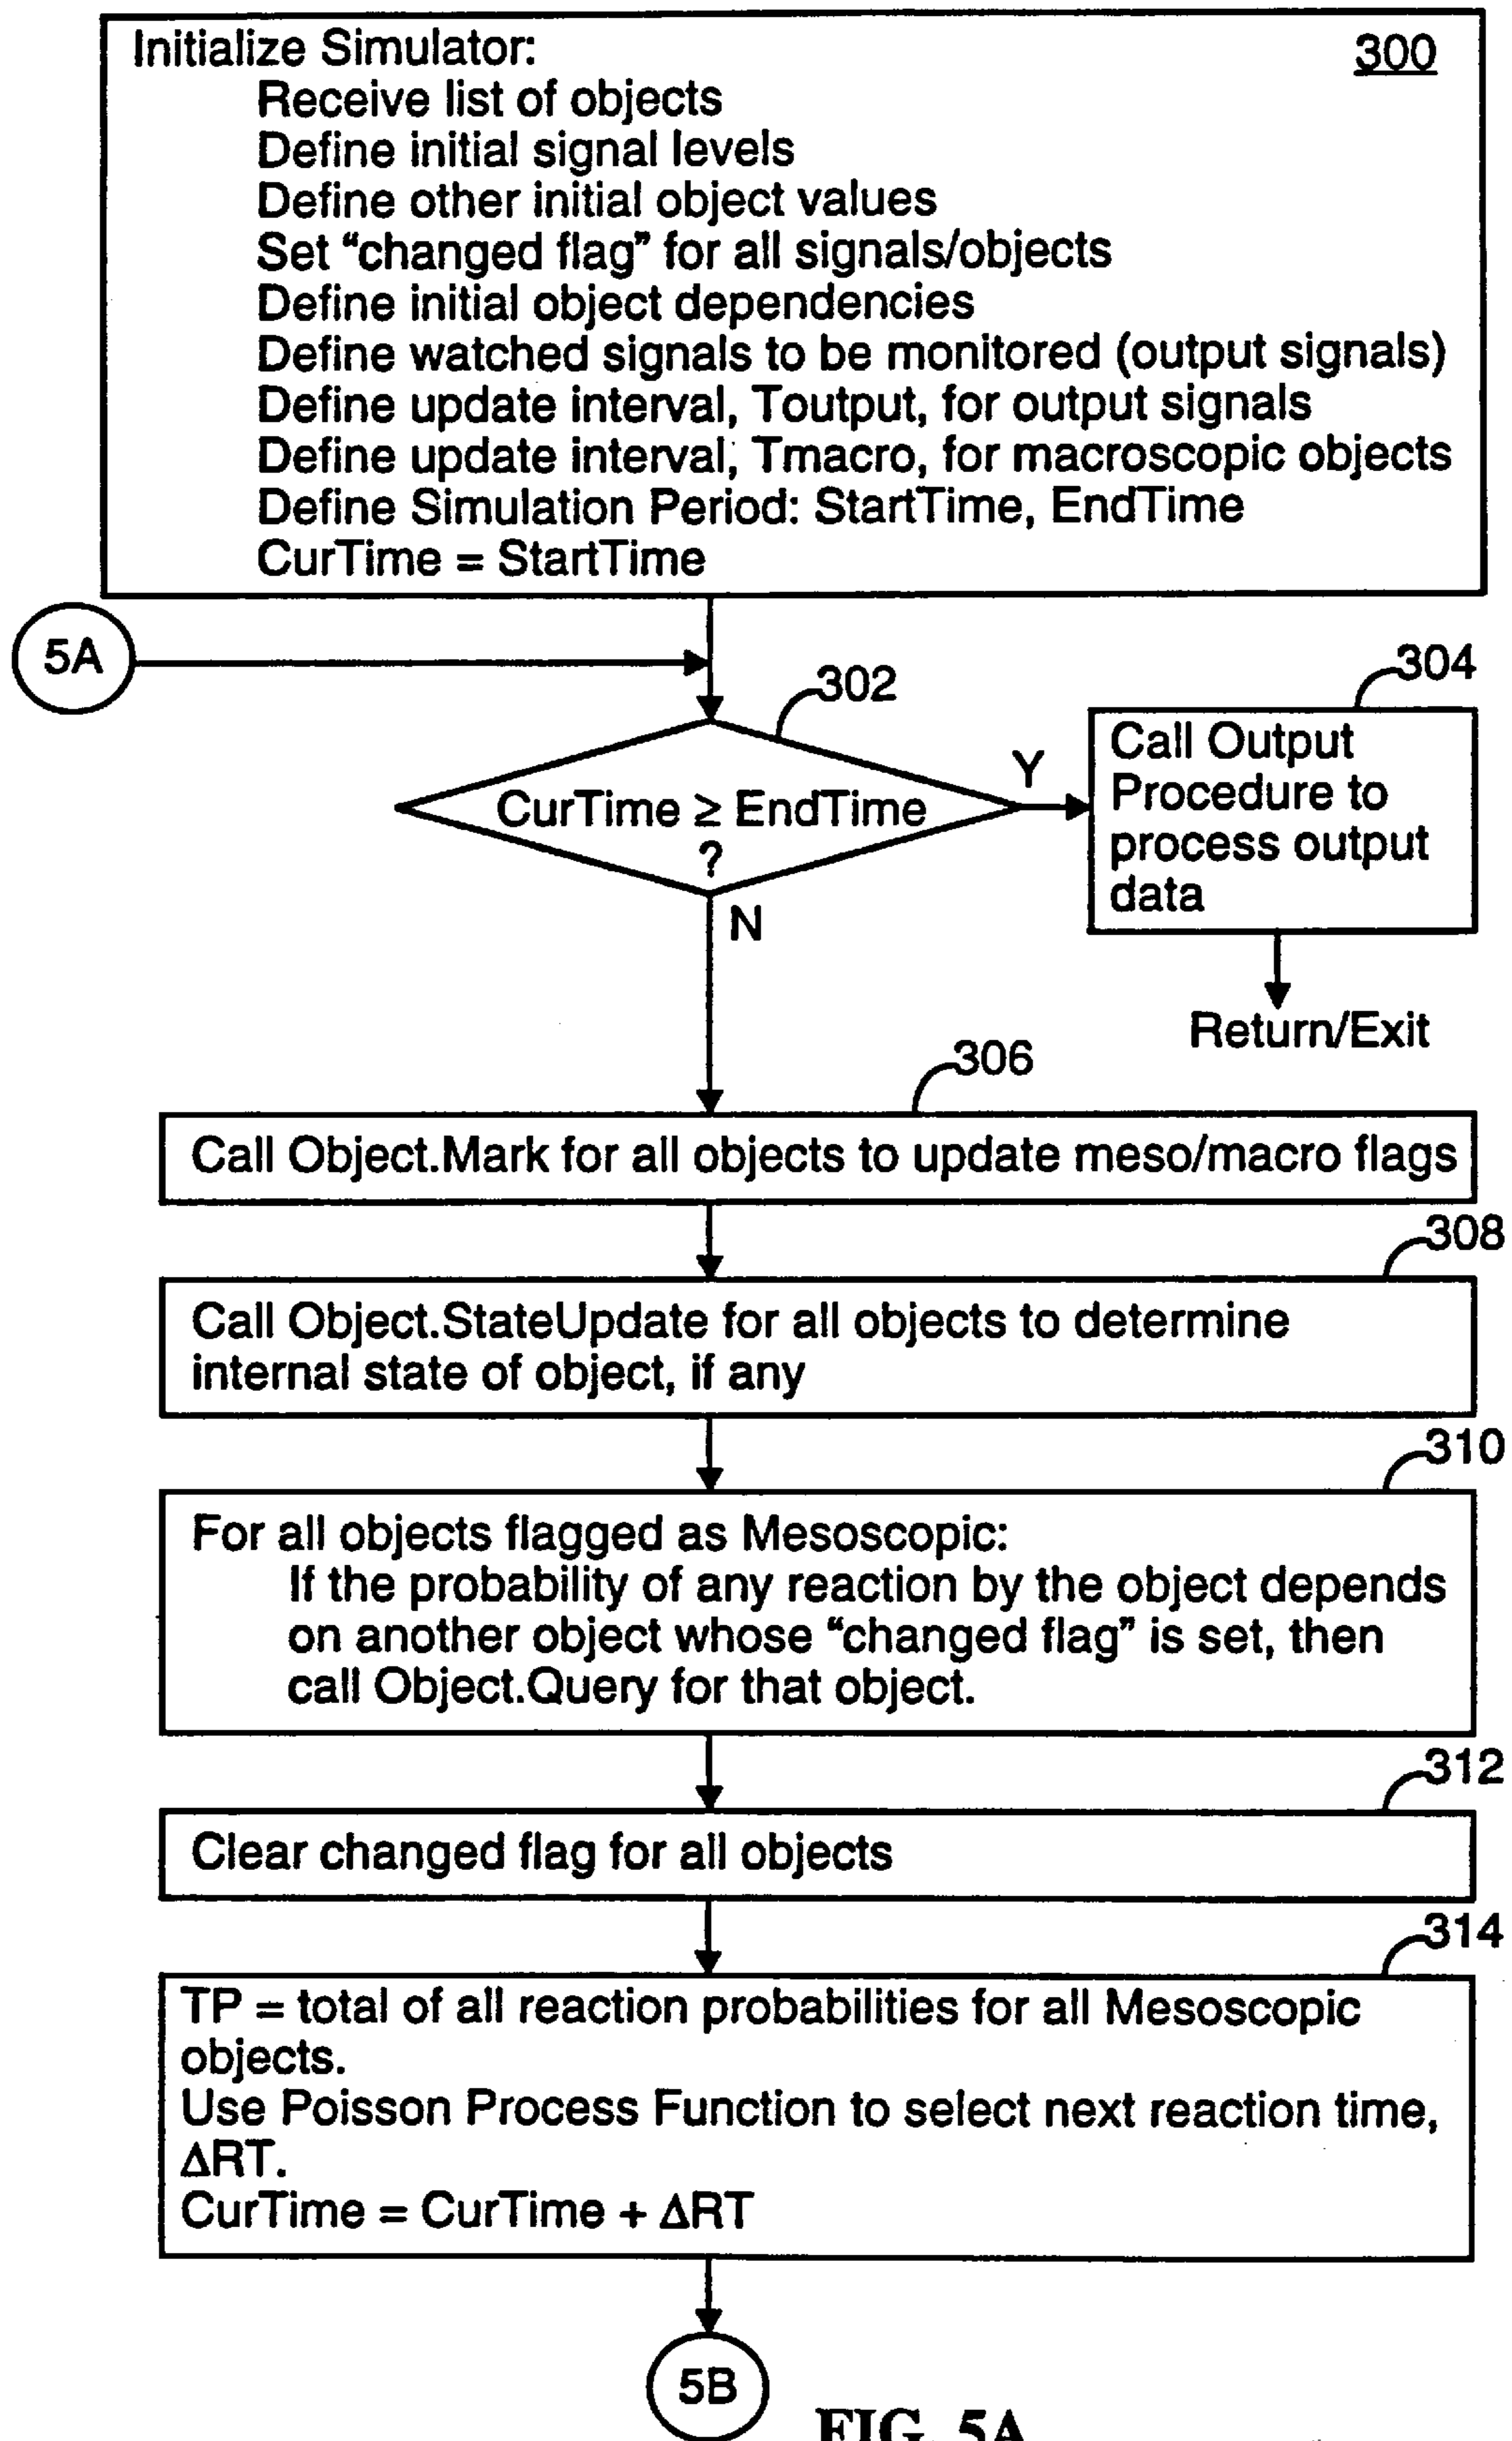 Initialize Simulator: 300
Receive list of objects
Define initial signal levels
Define other initial object values
Set “changed flag” for all signals/objects
Define initial object dependencies
Define watched signals to be monitored (output signals)
Define update interval, Toutput, for output signals
Define update interval, Tmacro, for macroscopic objects
Define Simulation Period: StartTime, EndTime
CurTime = StartTime
5A
302
304
CurTime ≥ EndTime
?
Y
N
Call Output
Procedure to
process output
data
Return/Exit
306
Call Object.Mark for all objects to update meso/macro flags
308
Call Object.StateUpdate for all objects to determine
internal state of object, if any
310
For all objects flagged as Mesoscopic:
If the probability of any reaction by the object depends
on another object whose “changed flag” is set, then
call Object.Query for that object.
312
Clear changed flag for all objects
314
TP = total of all reaction probabilities for all Mesoscopic
objects.
Use Poisson Process Function to select next reaction time,
ΔRT.
CurTime = CurTime + ΔRT
5B
FIG. 5A